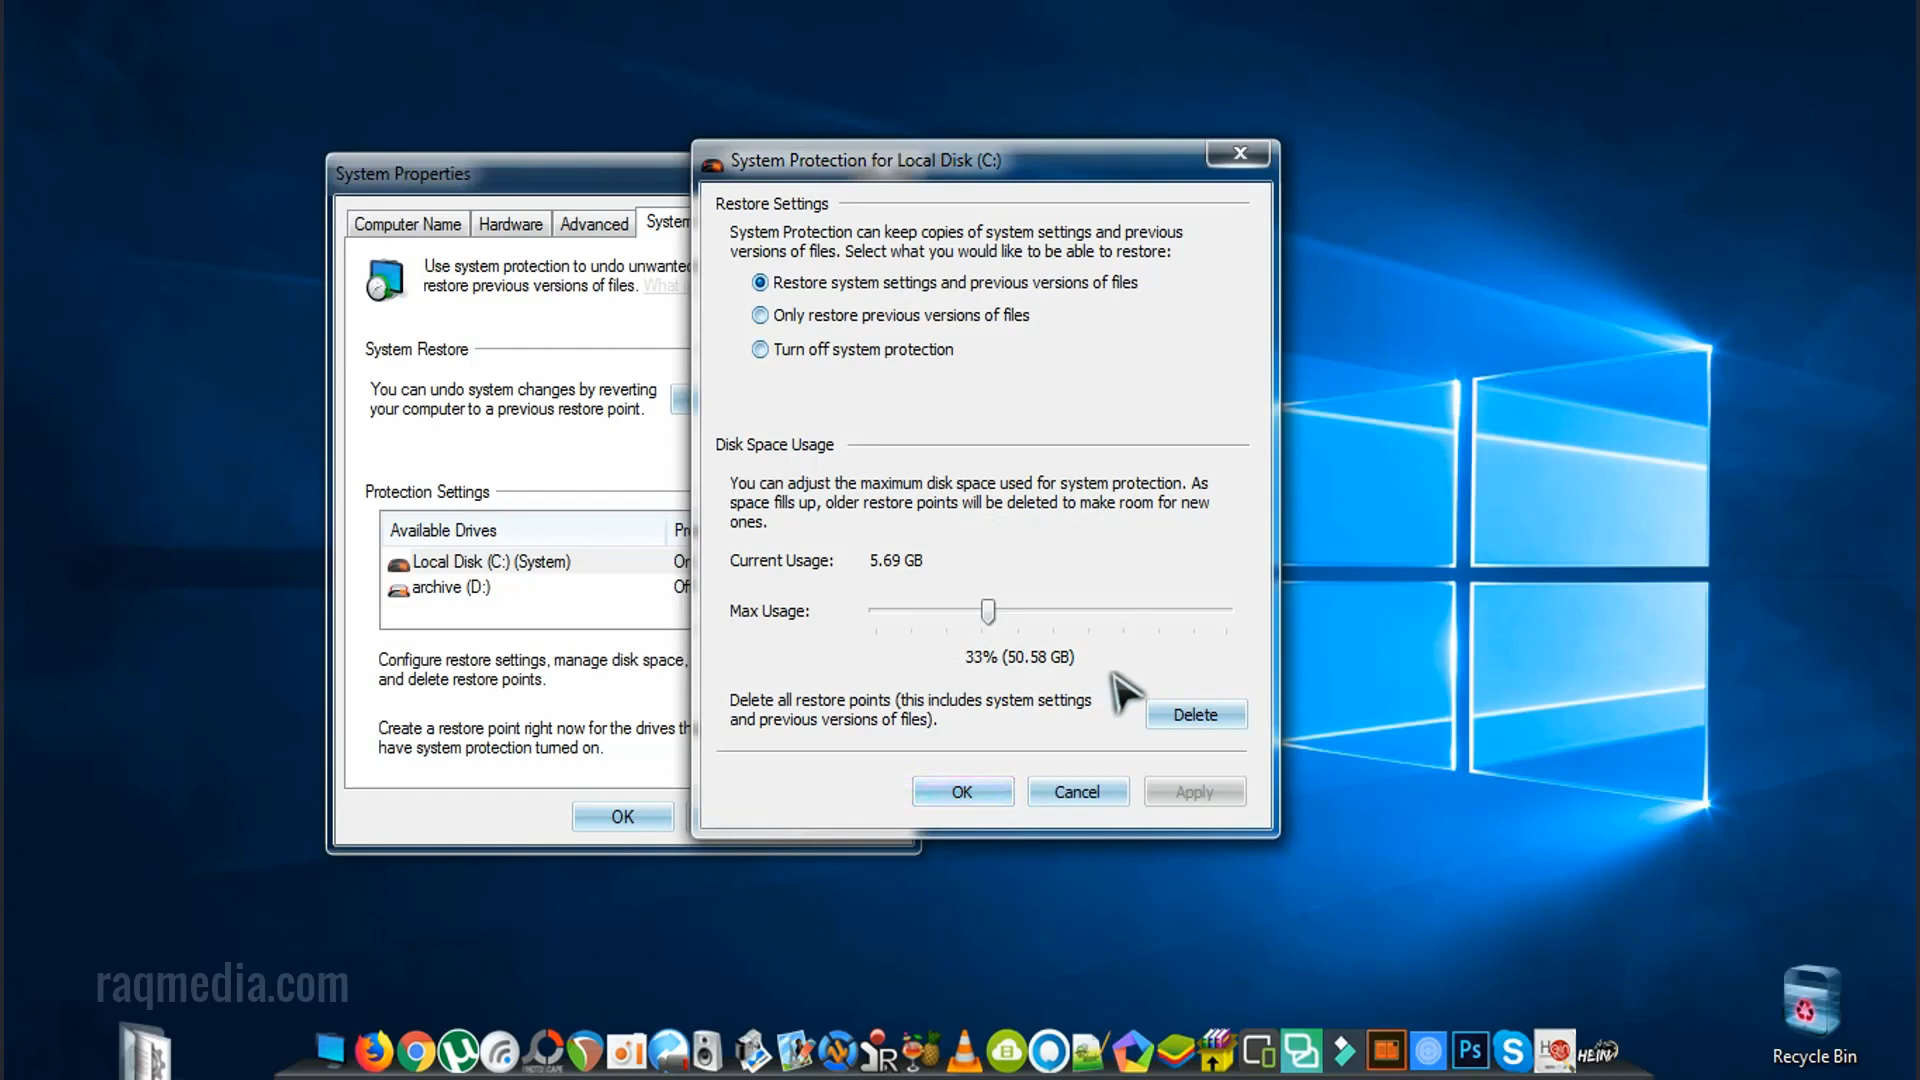 System Properties
Computer Name
Hardware
Advanced
System
Use system protection to undo unwanted
restore previous versions of files. What
System Restore
You can undo system changes by reverting
your computer to a previous restore point.
Protection Settings
Available Drives
Local Disk (C:) (System)
archive (D:)
Configure restore settings, manage disk space,
and delete restore points.
Create a restore point right now for the drives
have system protection turned on.
OK
System Protection for Local Disk (C:)
X
Restore Settings
System Protection can keep copies of system settings and previous
versions of files. Select what you would like to be able to restore:
Restore system settings and previous versions of files
Only restore previous versions of files
Turn off system protection
Disk Space Usage
You can adjust the maximum disk space used for system protection. As
space fills up, older restore points will be deleted to make room for new
ones.
Current Usage: 5.69 GB
Max Usage:
33% (50.58 GB)
Delete all restore points (this includes system settings
and previous versions of files).
Delete
OK
Cancel
Apply
raqmedia.com
Ps
Recycle Bin